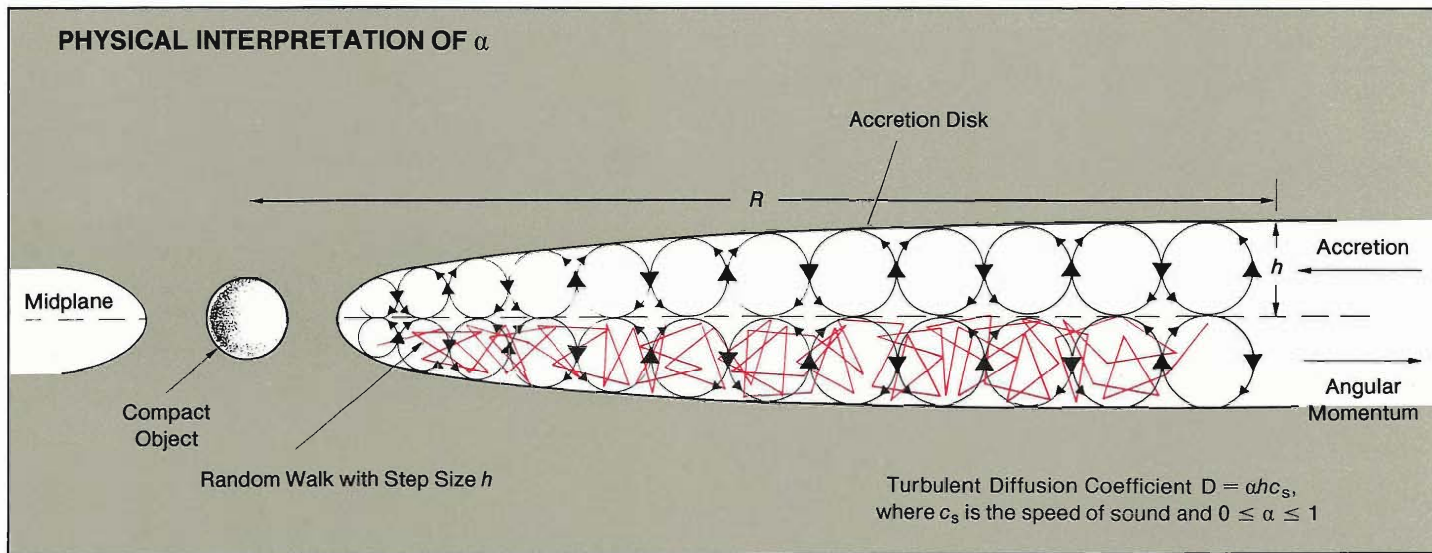 PHYSICAL INTERPRETATION OF α
Accretion Disk
R
h
Accretion
Midplane
Angular
Momentum
Compact
Object
Random Walk with Step Size h
Turbulent Diffusion Coefficient D = αhcₛ,
where cₛ is the speed of sound and 0 ≤ α ≤ 1